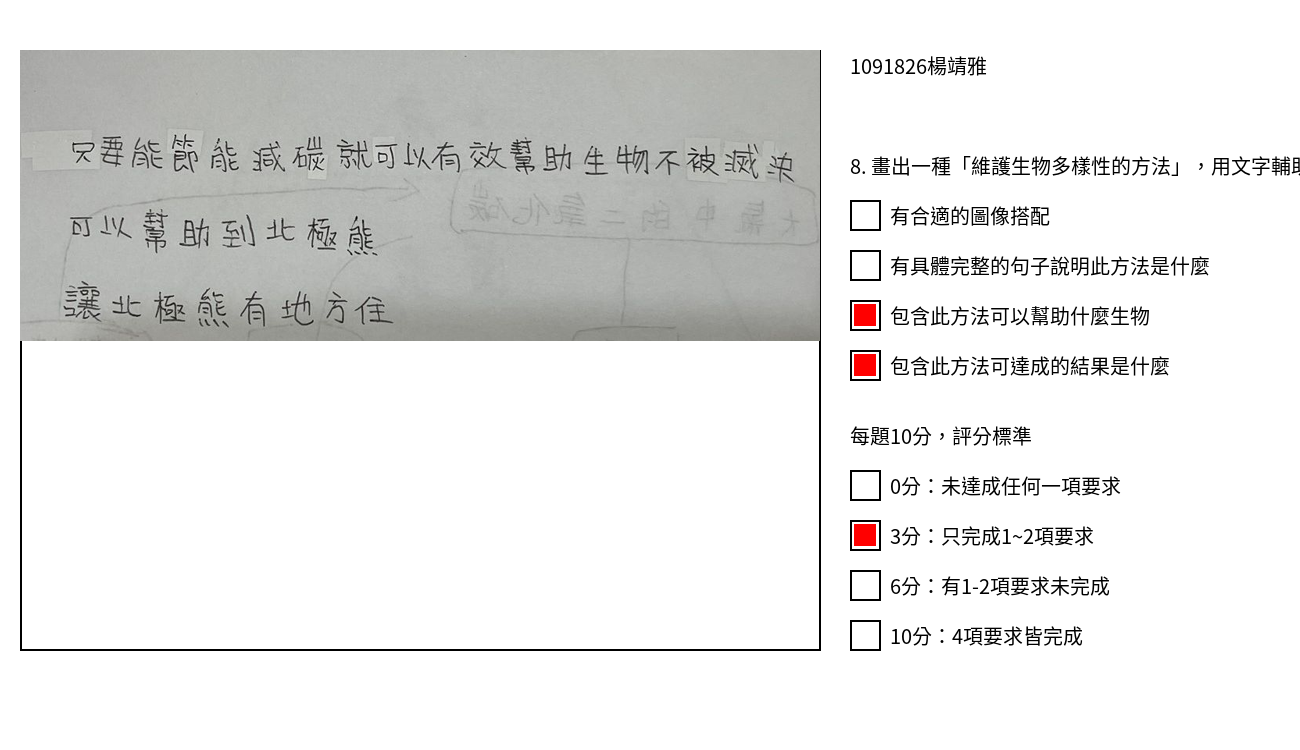 只要能節能減碳就可以有效幫助生物不被滅決
可以幫助到北極熊
讓北極熊有地方住
大氣中的二氧化碳
1091826楊靖雅
8. 畫出一種「維護生物多樣性的方法」，用文字輔助
有合適的圖像搭配
有具體完整的句子說明此方法是什麼
包含此方法可以幫助什麼生物
包含此方法可達成的結果是什麼
每題10分，評分標準
0分：未達成任何一項要求
3分：只完成1~2項要求
6分：有1-2項要求未完成
10分：4項要求皆完成